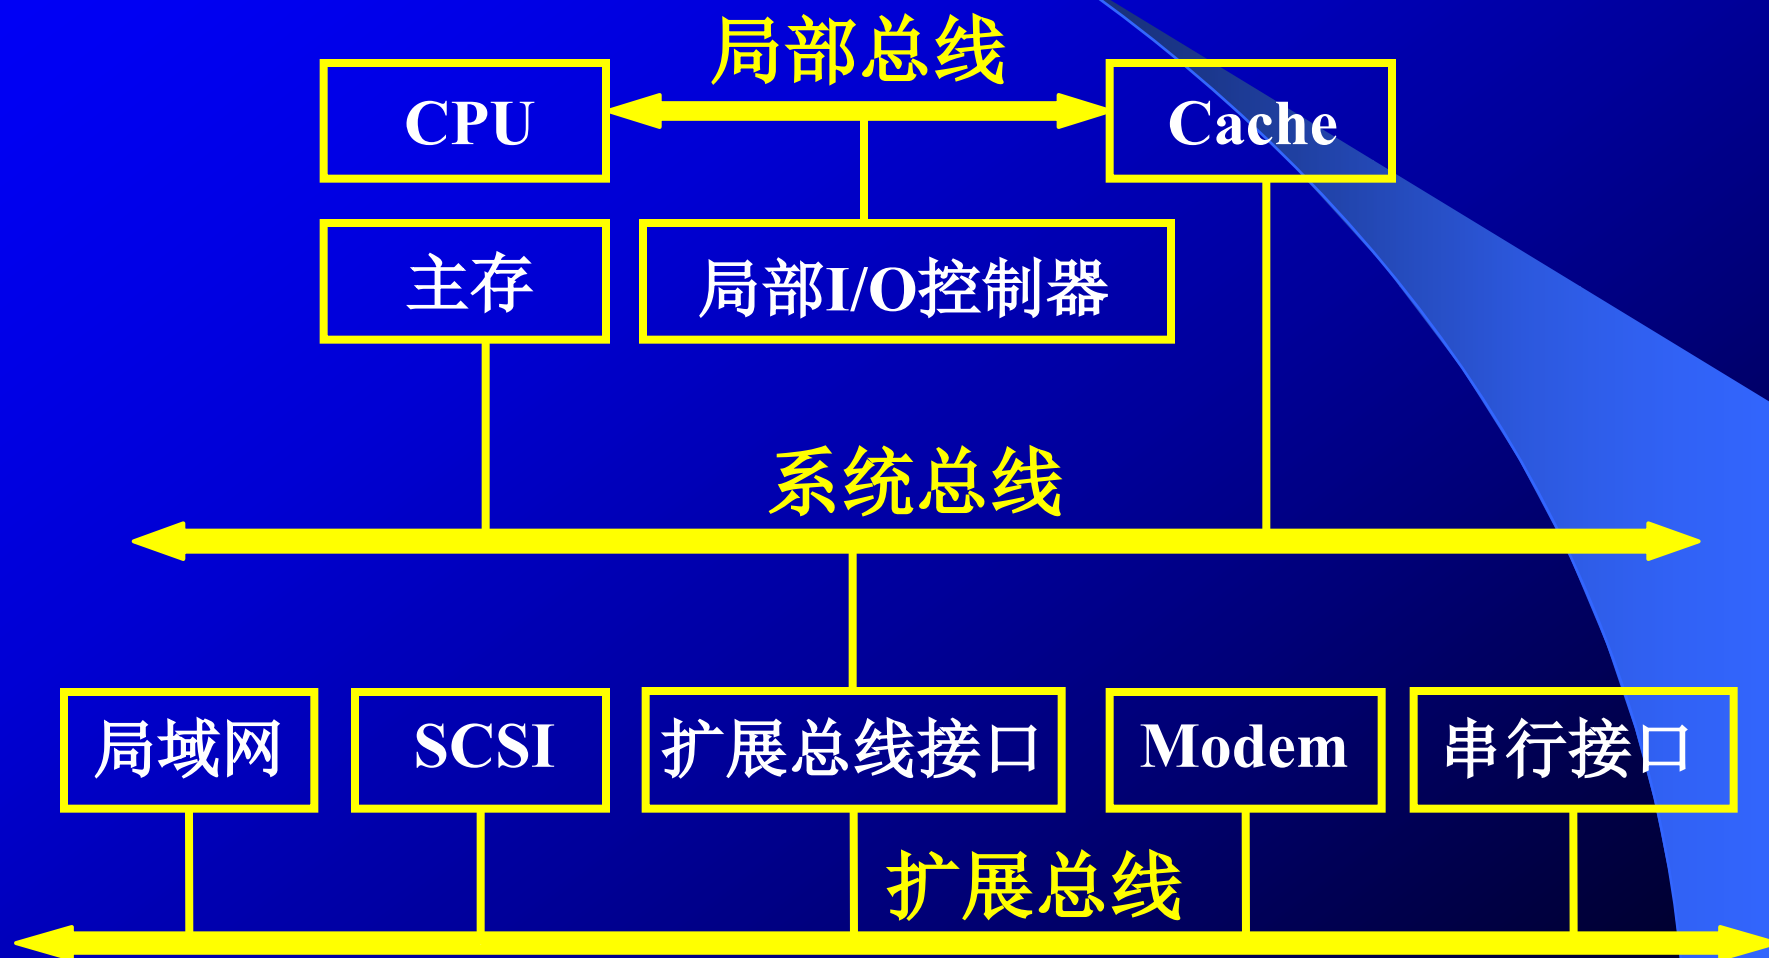 局部总线
CPU
Cache
主存
局部I/O控制器
系统总线
局域网
SCSI
扩展总线接口
Modem
串行接口
扩展总线